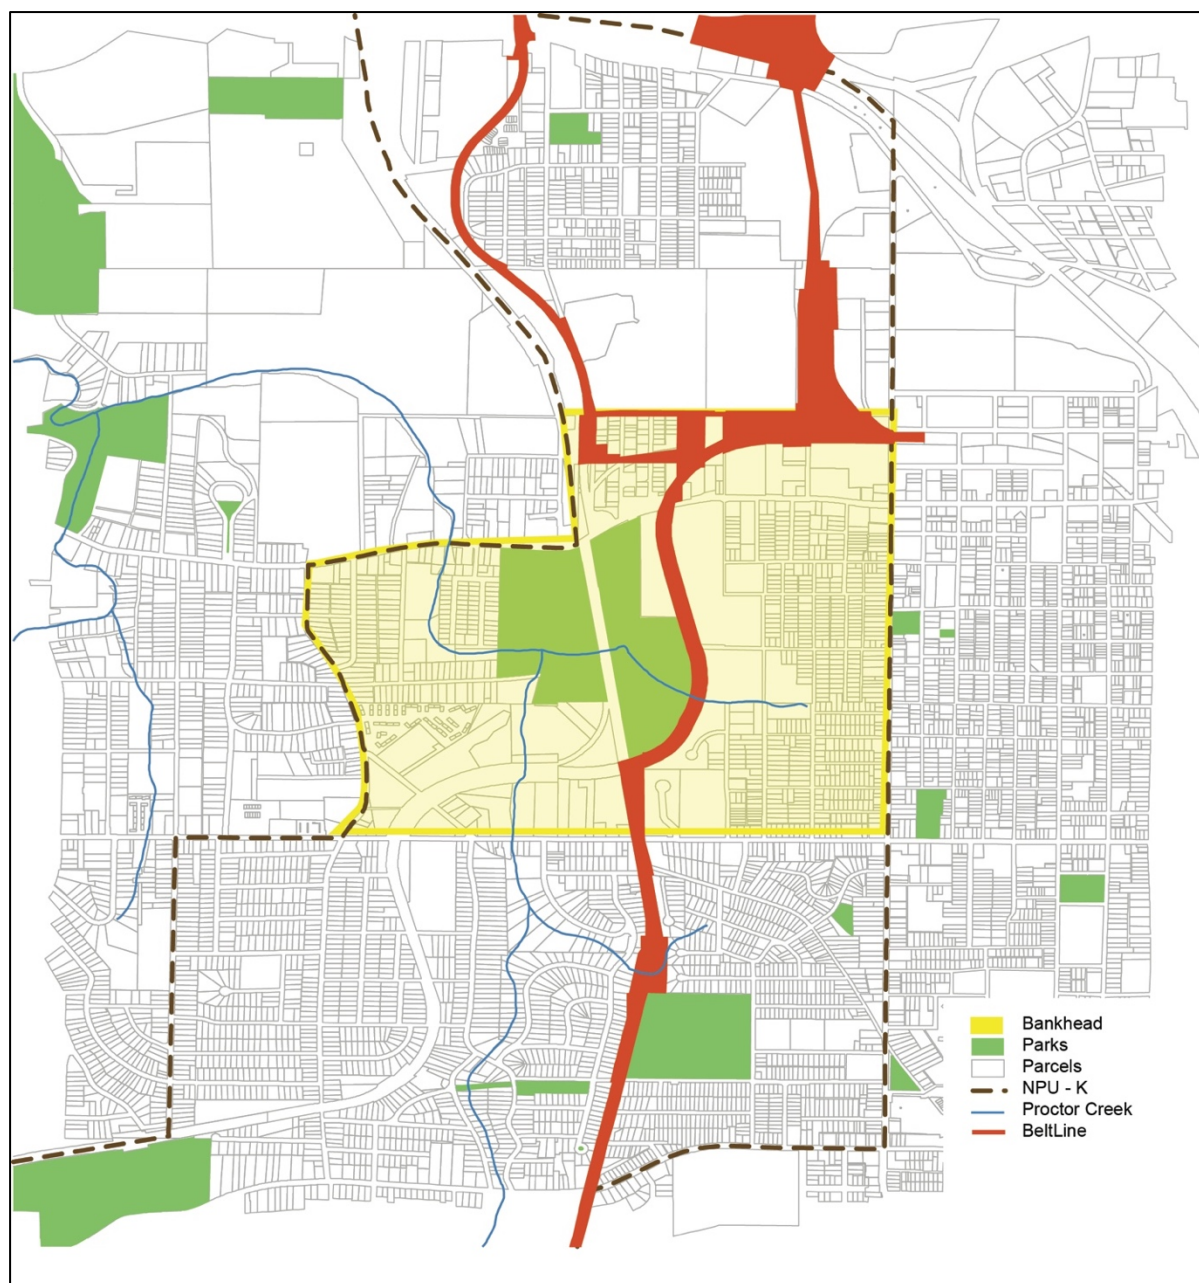 Bankhead
Parks
Parcels
NPU - K
Proctor Creek
BeltLine